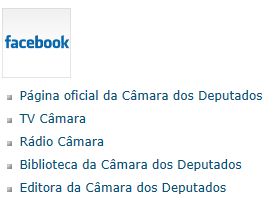 facebook
Página oficial da Câmara dos Deputados
TV Câmara
Rádio Câmara
Biblioteca da Câmara dos Deputados
Editora da Câmara dos Deputados